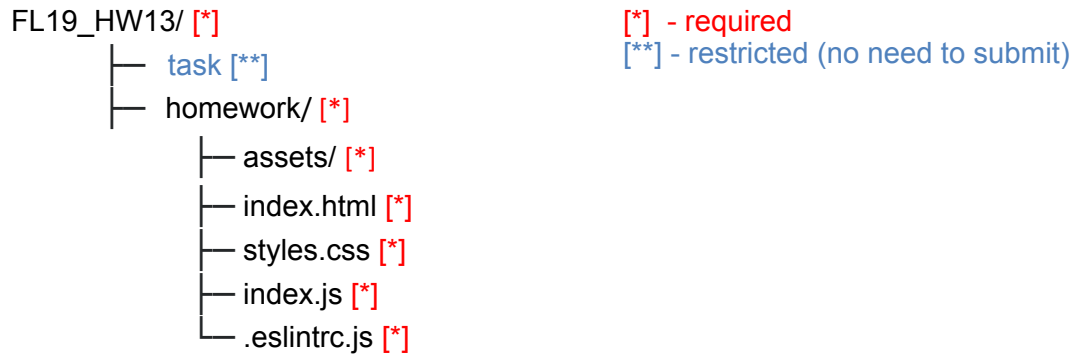 FL19_HW13/ [*]
[*] - required
task [**]
[**] - restricted (no need to submit)
homework/ [*]
assets/ [*]
index.html [*]
styles.css [*]
index.js [*]
.eslintrc.js [*]